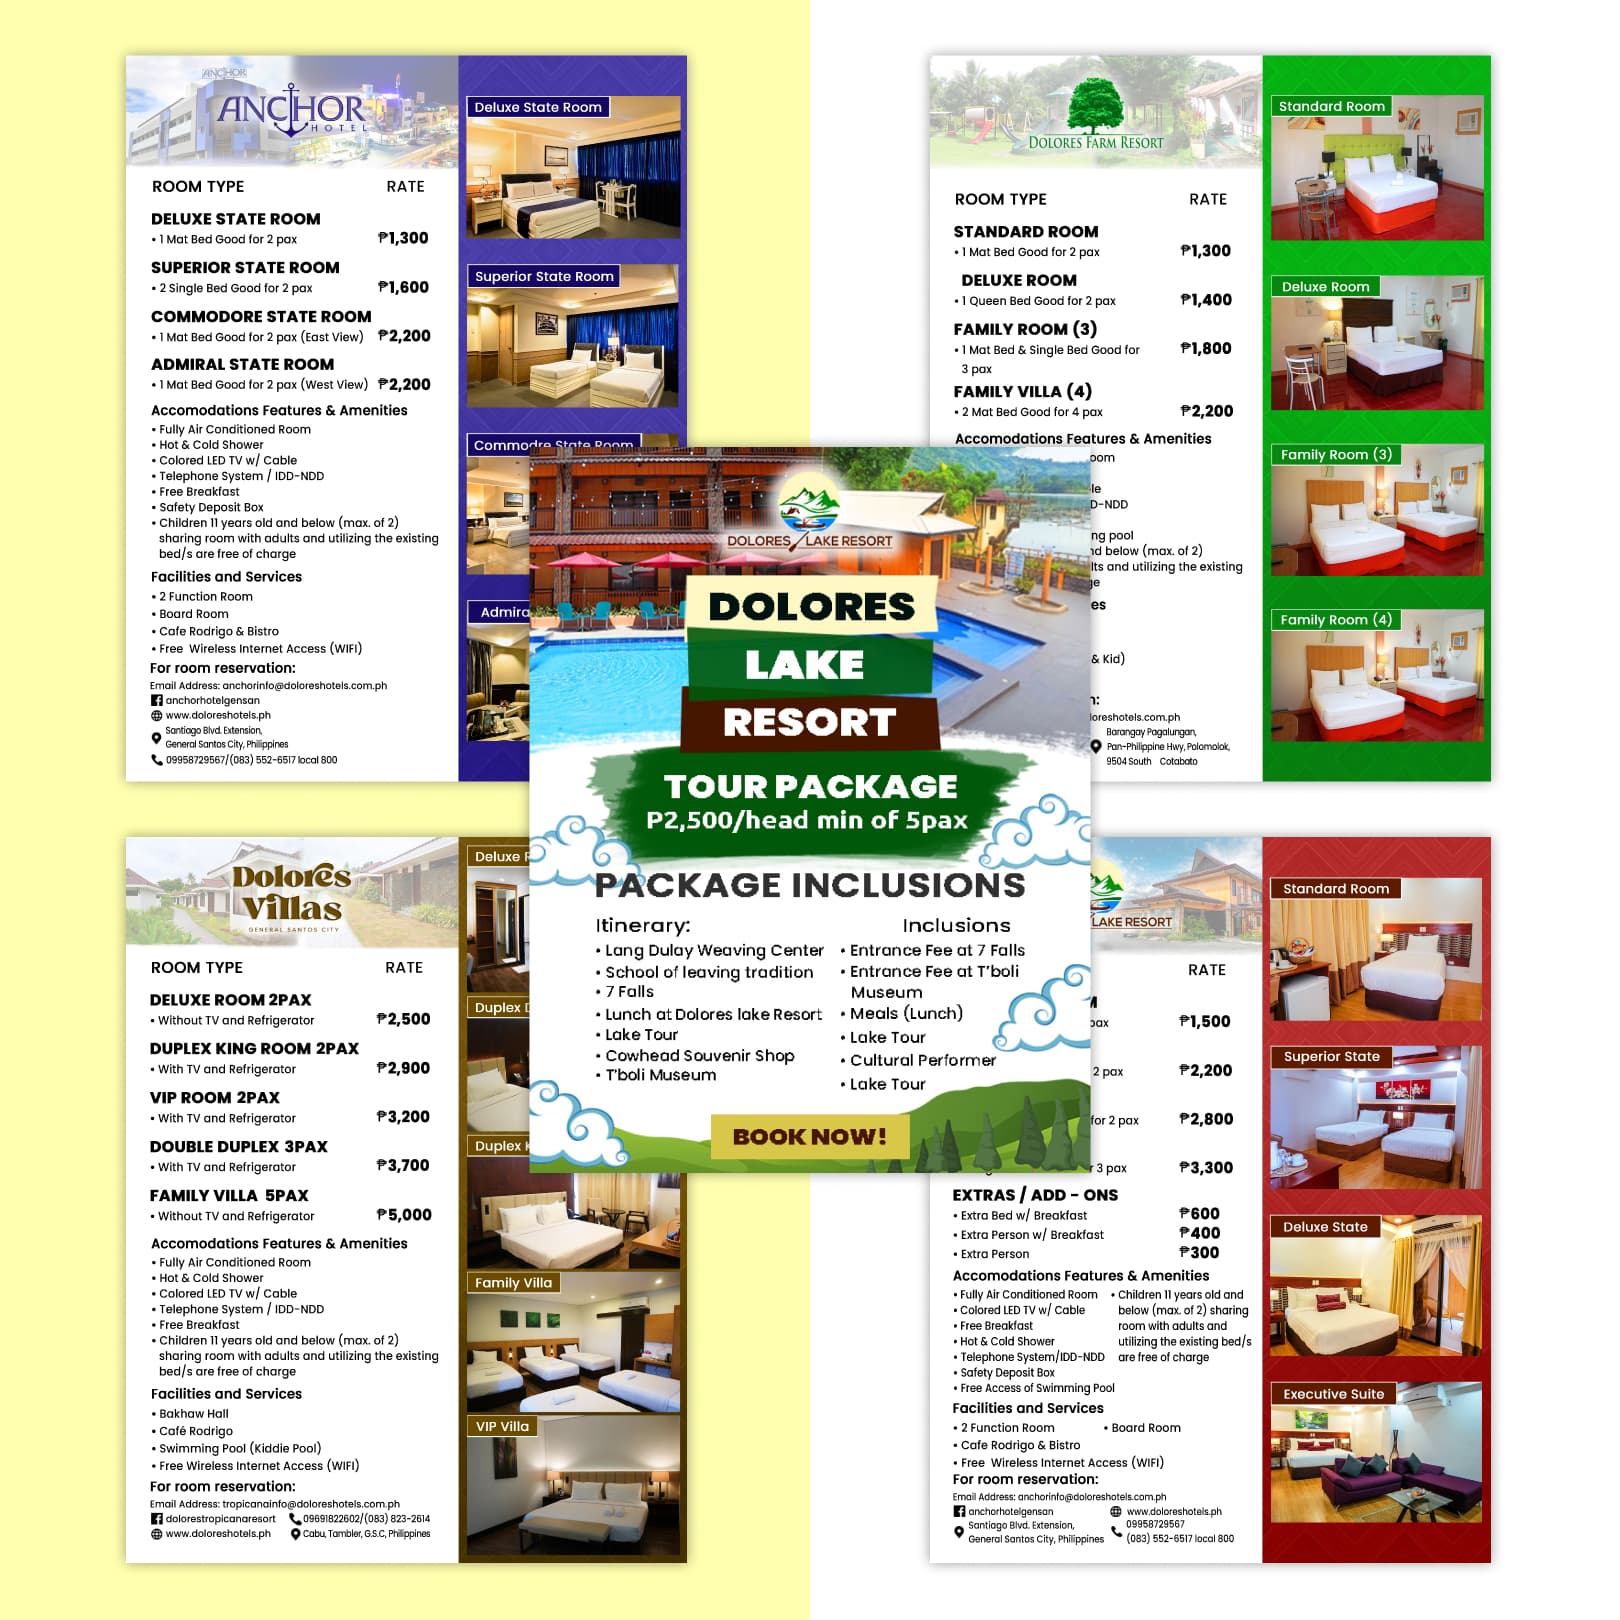 ANCHOR
ANCHOR
HOTEL
ROOM TYPE RATE
DELUXE STATE ROOM
• 1 Mat Bed Good for 2 pax ₱1,300
SUPERIOR STATE ROOM
• 2 Single Bed Good for 2 pax ₱1,600
COMMODORE STATE ROOM
• 1 Mat Bed Good for 2 pax (East View) ₱2,200
ADMIRAL STATE ROOM
• 1 Mat Bed Good for 2 pax (West View) ₱2,200
Accomodations Features & Amenities
• Fully Air Conditioned Room
• Hot & Cold Shower
• Colored LED TV w/ Cable
• Telephone System / IDD-NDD
• Free Breakfast
• Safety Deposit Box
• Children 11 years old and below (max. of 2)
sharing room with adults and utilizing the existing
bed/s are free of charge
Facilities and Services
• 2 Function Room
• Board Room
• Cafe Rodrigo & Bistro
• Free Wireless Internet Access (WIFI)
For room reservation:
Email Address: anchorinfo@doloreshotels.com.ph
anchorhotelgensan
www.doloreshotels.ph
Santiago Blvd. Extension,
General Santos City, Philippines
09958729567/(083) 552-6517 local 800
Deluxe State Room
Superior State Room
Commodre State Room
Admira
DOLORES FARM RESORT
ROOM TYPE RATE
STANDARD ROOM
• 1 Mat Bed Good for 2 pax ₱1,300
DELUXE ROOM
• 1 Queen Bed Good for 2 pax ₱1,400
FAMILY ROOM (3)
• 1 Mat Bed & Single Bed Good for ₱1,800
3 pax
FAMILY VILLA (4)
• 2 Mat Bed Good for 4 pax ₱2,200
Accomodations Features & Amenities
oom
le
D-NDD
ng pool
nd below (max. of 2)
lts and utilizing the existing
ge
es
& Kid)
n:
loreshotels.com.ph
Barangay Pagalungan,
Pan-Philippine Hwy, Polomolok,
9504 South Cotabato
Standard Room
Deluxe Room
Family Room (3)
Family Room (4)
DOLORES LAKE RESORT
DOLORES
LAKE
RESORT
TOUR PACKAGE
P2,500/head min of 5pax
PACKAGE INCLUSIONS
Itinerary:
• Lang Dulay Weaving Center
• School of leaving tradition
• 7 Falls
• Lunch at Dolores lake Resort
• Lake Tour
• Cowhead Souvenir Shop
• T'boli Museum
Inclusions
• Entrance Fee at 7 Falls
• Entrance Fee at T'boli
Museum
• Meals (Lunch)
• Lake Tour
• Cultural Performer
• Lake Tour
BOOK NOW!
Dolores
Villas
GENERAL SANTOS CITY
ROOM TYPE RATE
DELUXE ROOM 2PAX
• Without TV and Refrigerator ₱2,500
DUPLEX KING ROOM 2PAX
• With TV and Refrigerator ₱2,900
VIP ROOM 2PAX
• With TV and Refrigerator ₱3,200
DOUBLE DUPLEX 3PAX
• With TV and Refrigerator ₱3,700
FAMILY VILLA 5PAX
• Without TV and Refrigerator ₱5,000
Accomodations Features & Amenities
• Fully Air Conditioned Room
• Hot & Cold Shower
• Colored LED TV w/ Cable
• Telephone System / IDD-NDD
• Free Breakfast
• Children 11 years old and below (max. of 2)
sharing room with adults and utilizing the existing
bed/s are free of charge
Facilities and Services
• Bakhaw Hall
• Café Rodrigo
• Swimming Pool (Kiddie Pool)
• Free Wireless Internet Access (WIFI)
For room reservation:
Email Address: tropicanainfo@doloreshotels.com.ph
dolorestropicanaresort 09691822602/(083) 823-2614
www.doloreshotels.ph Cabu, Tambler, G.S.C, Philippines
Deluxe R
Duplex D
Duplex K
Family Villa
VIP Villa
LAKE RESORT
RATE
M
pax ₱1,500
2 pax ₱2,200
for 2 pax ₱2,800
r 3 pax ₱3,300
EXTRAS / ADD - ONS
• Extra Bed w/ Breakfast ₱600
• Extra Person w/ Breakfast ₱400
• Extra Person ₱300
Accomodations Features & Amenities
• Fully Air Conditioned Room
• Colored LED TV w/ Cable
• Free Breakfast
• Hot & Cold Shower
• Telephone System/IDD-NDD
• Safety Deposit Box
• Free Access of Swimming Pool
• Children 11 years old and
below (max. of 2) sharing
room with adults and
utilizing the existing bed/s
are free of charge
Facilities and Services
• 2 Function Room • Board Room
• Cafe Rodrigo & Bistro
• Free Wireless Internet Access (WIFI)
For room reservation:
Email Address: anchorinfo@doloreshotels.com.ph
anchorhotelgensan www.doloreshotels.ph
Santiago Blvd. Extension,
General Santos City, Philippines
09958729567
(083) 552-6517 local 800
Standard Room
Superior State
Deluxe State
Executive Suite